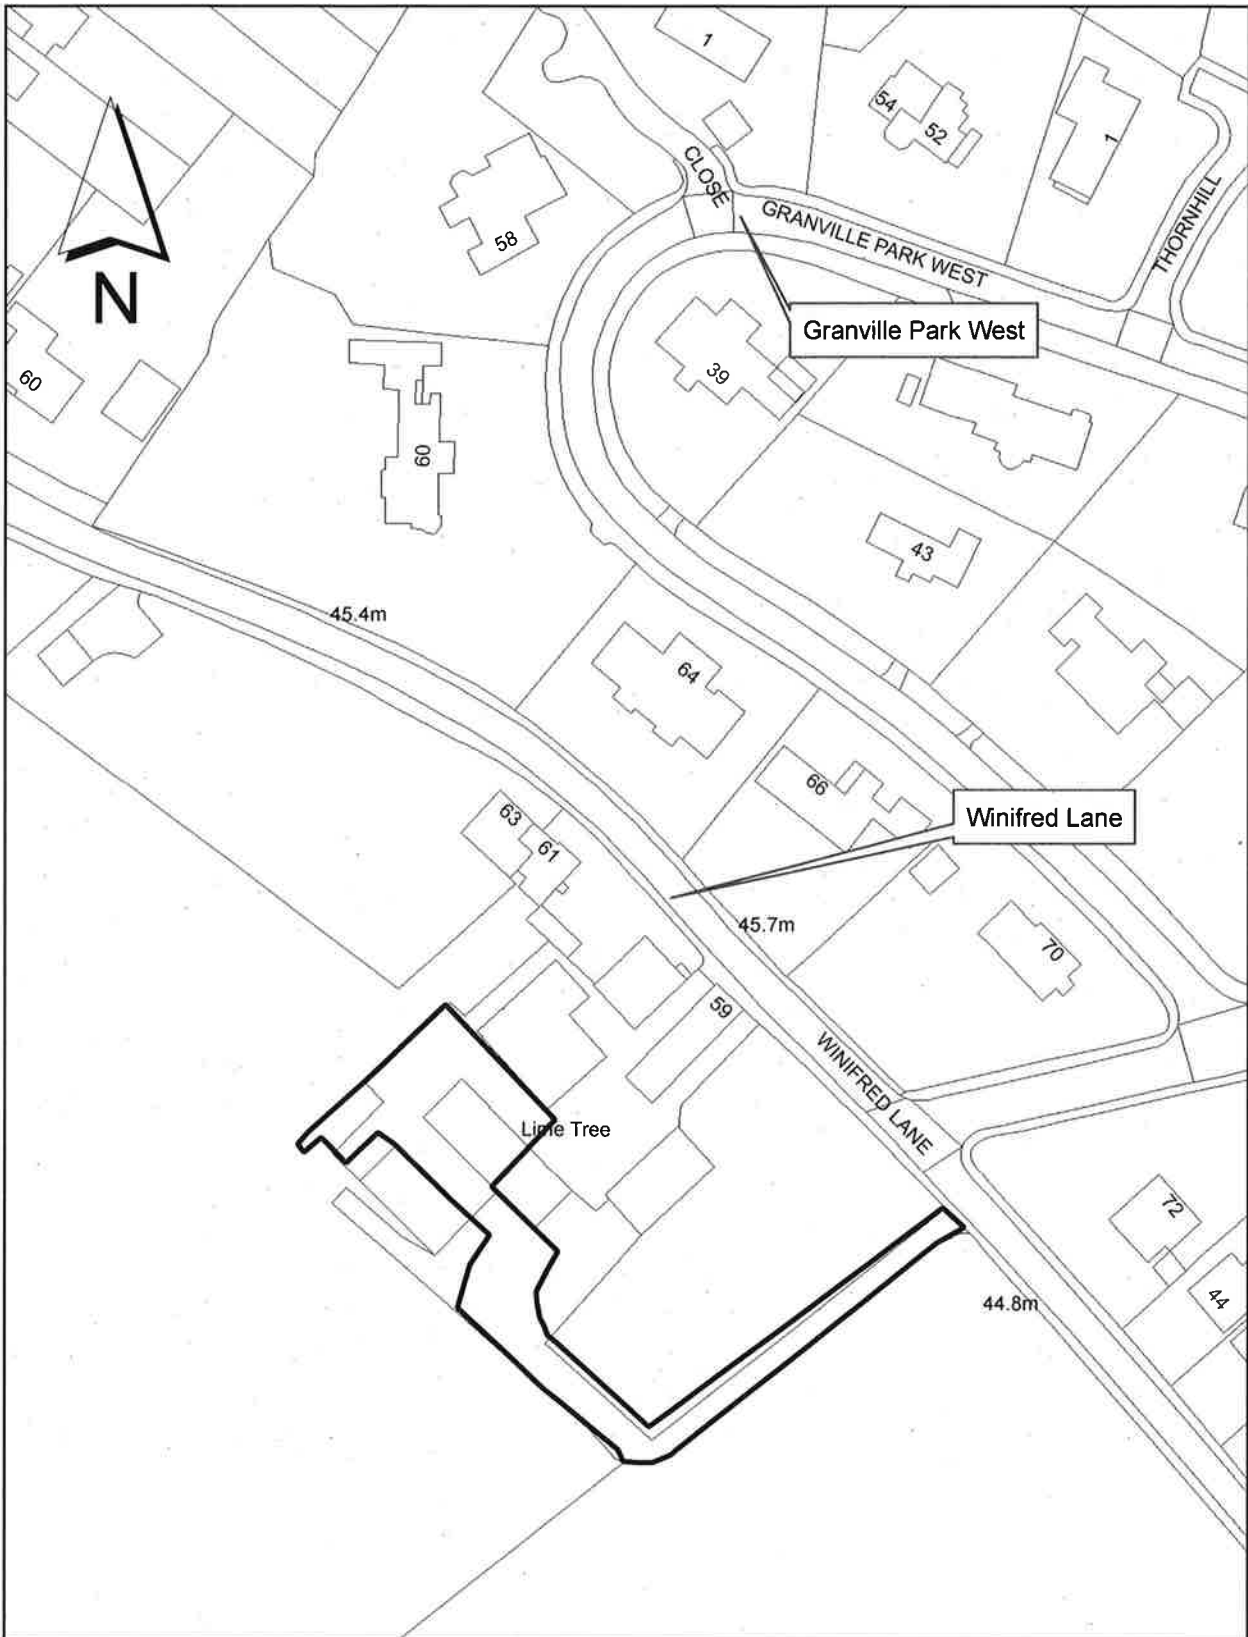 1
54
52
1
CLOSE
THORNHILL
GRANVILLE PARK WEST
58
N
Granville Park West
39
60
60
43
45.4m
64
66
Winifred Lane
63
61
45.7m
70
59
WINIFRED LANE
Lime Tree
72
44
44.8m